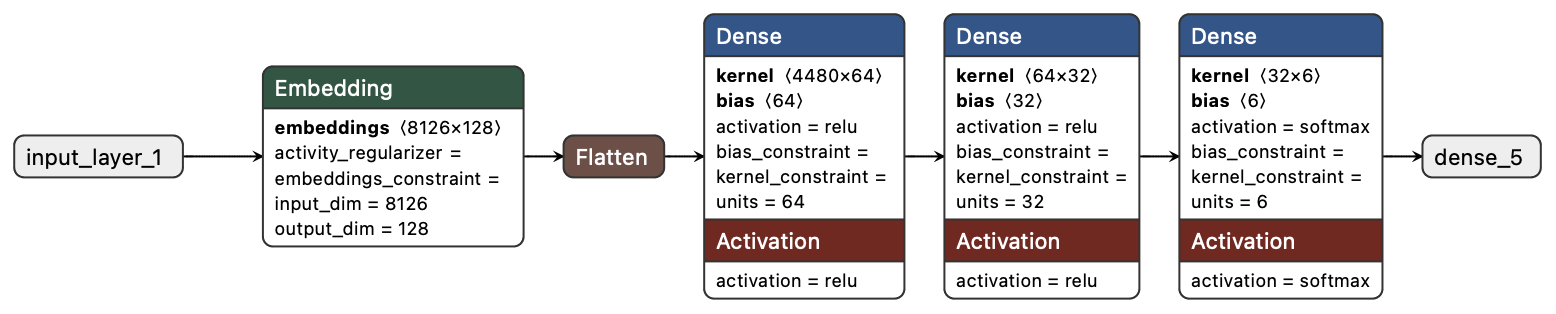 input_layer_1
Embedding
embeddings ⟨8126×128⟩
activity_regularizer =
embeddings_constraint =
input_dim = 8126
output_dim = 128
Flatten
Dense
kernel ⟨4480×64⟩
bias ⟨64⟩
activation = relu
bias_constraint =
kernel_constraint =
units = 64
Activation
activation = relu
Dense
kernel ⟨64×32⟩
bias ⟨32⟩
activation = relu
bias_constraint =
kernel_constraint =
units = 32
Activation
activation = relu
Dense
kernel ⟨32×6⟩
bias ⟨6⟩
activation = softmax
bias_constraint =
kernel_constraint =
units = 6
Activation
activation = softmax
dense_5